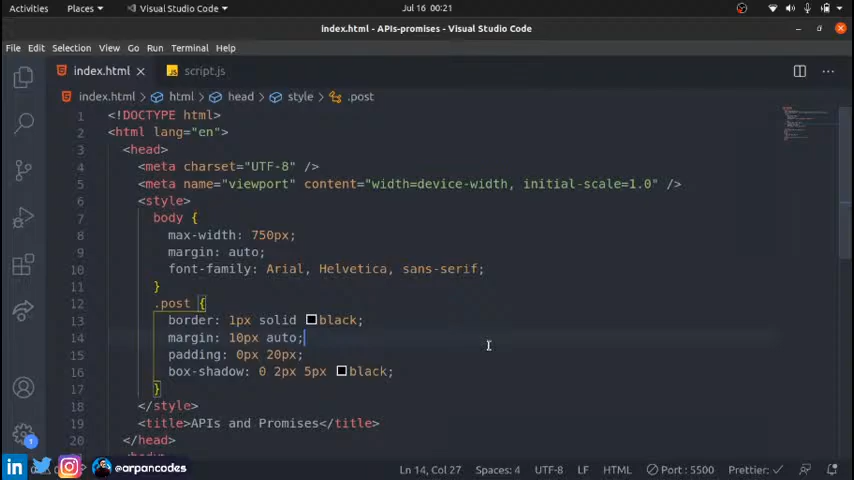 Activities Places Visual Studio Code Jul 16 00:21
index.html - APIs-promises - Visual Studio Code
File Edit Selection View Go Run Terminal Help
index.html script.js
index.html > html > head > style > .post
1 <!DOCTYPE html>
2 <html lang="en">
3 <head>
4 <meta charset="UTF-8" />
5 <meta name="viewport" content="width=device-width, initial-scale=1.0" />
6 <style>
7 body {
8 max-width: 750px;
9 margin: auto;
10 font-family: Arial, Helvetica, sans-serif;
11 }
12 .post {
13 border: 1px solid black;
14 margin: 10px auto;
15 padding: 0px 20px;
16 box-shadow: 0 2px 5px black;
17 }
18 </style>
19 <title>APIs and Promises</title>
20 </head>
1
in @arpancodes Ln 14, Col 27 Spaces: 4 UTF-8 LF HTML Port : 5500 Prettier: ✓